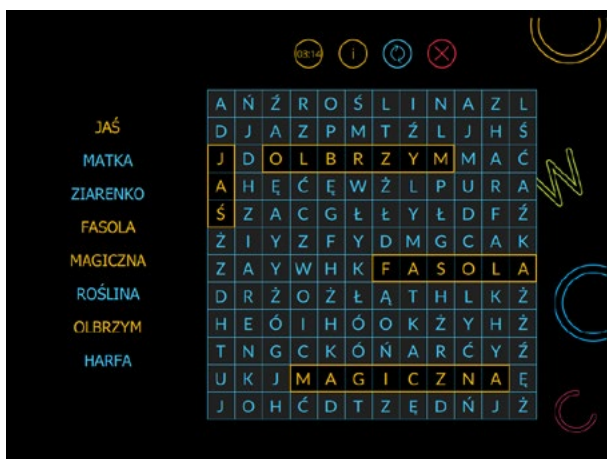 03:14 i
JAŚ
MATKA
ZIARENKO
FASOLA
MAGICZNA
ROŚLINA
OLBRZYM
HARFA
A Ń Ź R O Ś L I N A Z L
D J A Z P M T Ź L J H Ś
J D O L B R Z Y M M A Ć
A H Ę Ć Ę W Ż L P U R A
Ś Z A C G Ł Ł Y Ł D F Ź
Ż I Y Z F Y D M G C A K
Z A Y W H K F A S O L A
D R Ż O Ż Ł Ą T H L K Ż
H E Ó I H Ó O K Ż Y H Ż
T N G C K Ó Ń A R Ć Y Ź
U K J M A G I C Z N A Ę
J O H Ć D T Z Ę D Ń J Ż